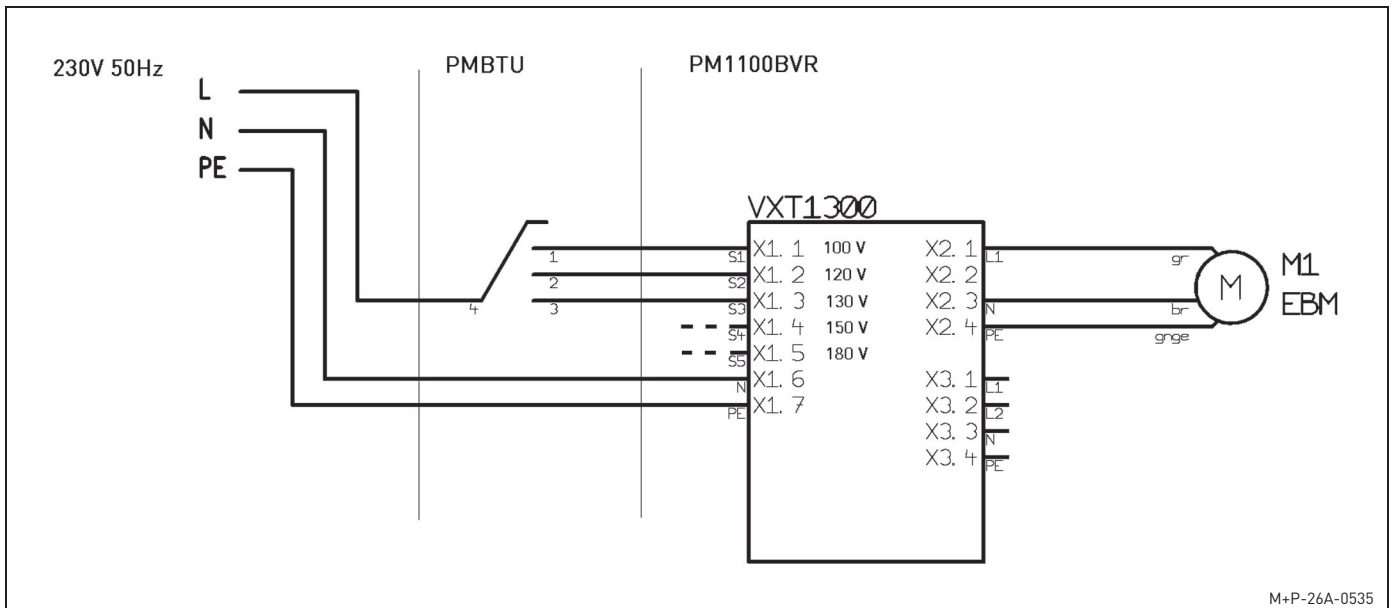 230V 50Hz
PMBTU
PM1100BVR
L
N
PE
VXT1300
1
2
4
3
S1
S2
S3
S4
S5
N
PE
X1. 1 100 V
X1. 2 120 V
X1. 3 130 V
X1. 4 150 V
X1. 5 180 V
X1. 6
X1. 7
X2. 1
X2. 2
X2. 3
X2. 4
X3. 1
X3. 2
X3. 3
X3. 4
L1
N
PE
L1
L2
N
PE
gr
br
gnge
M
M1
EBM
M+P-26A-0535